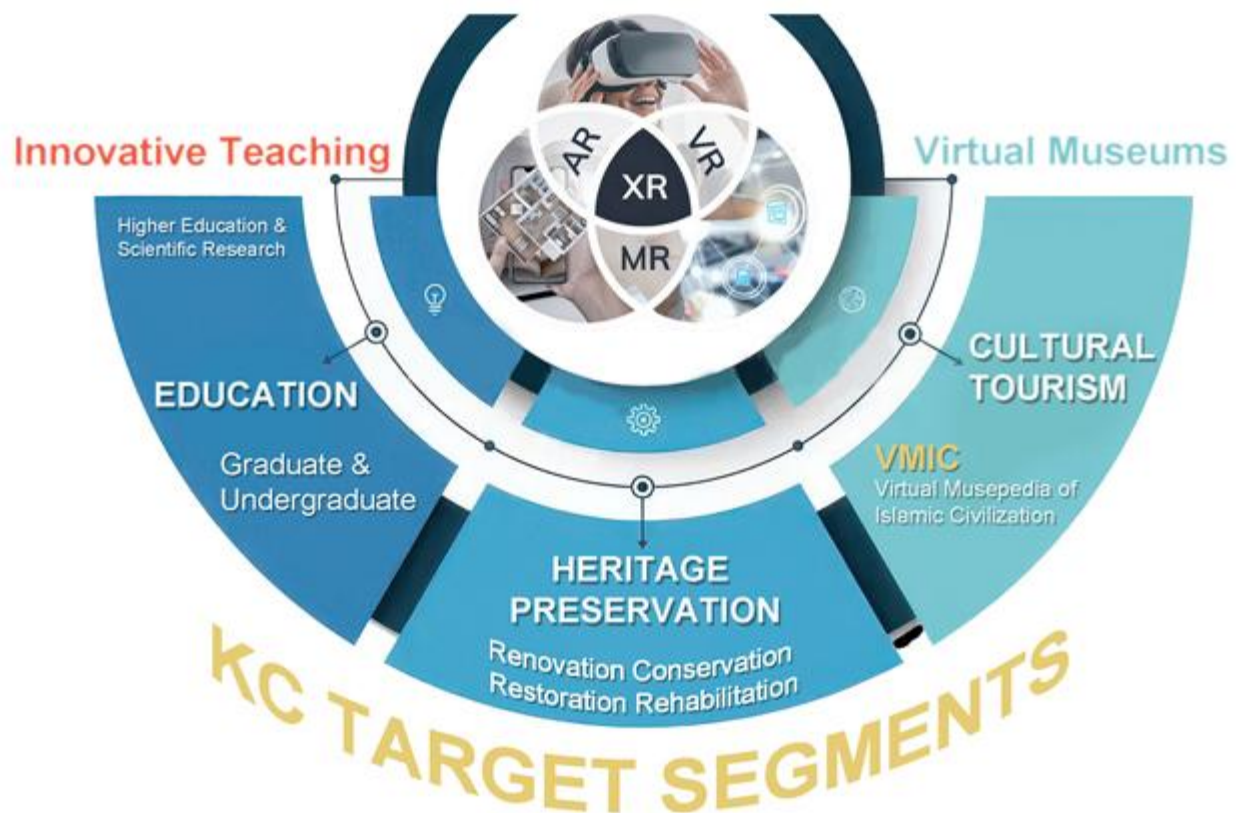 AR
VR
XR
MR
Innovative Teaching
Virtual Museums
Higher Education &
Scientific Research
EDUCATION
Graduate &
Undergraduate
HERITAGE
PRESERVATION
Renovation Conservation
Restoration Rehabilitation
CULTURAL
TOURISM
VMIC
Virtual Musepedia of
Islamic Civilization
KC TARGET SEGMENTS